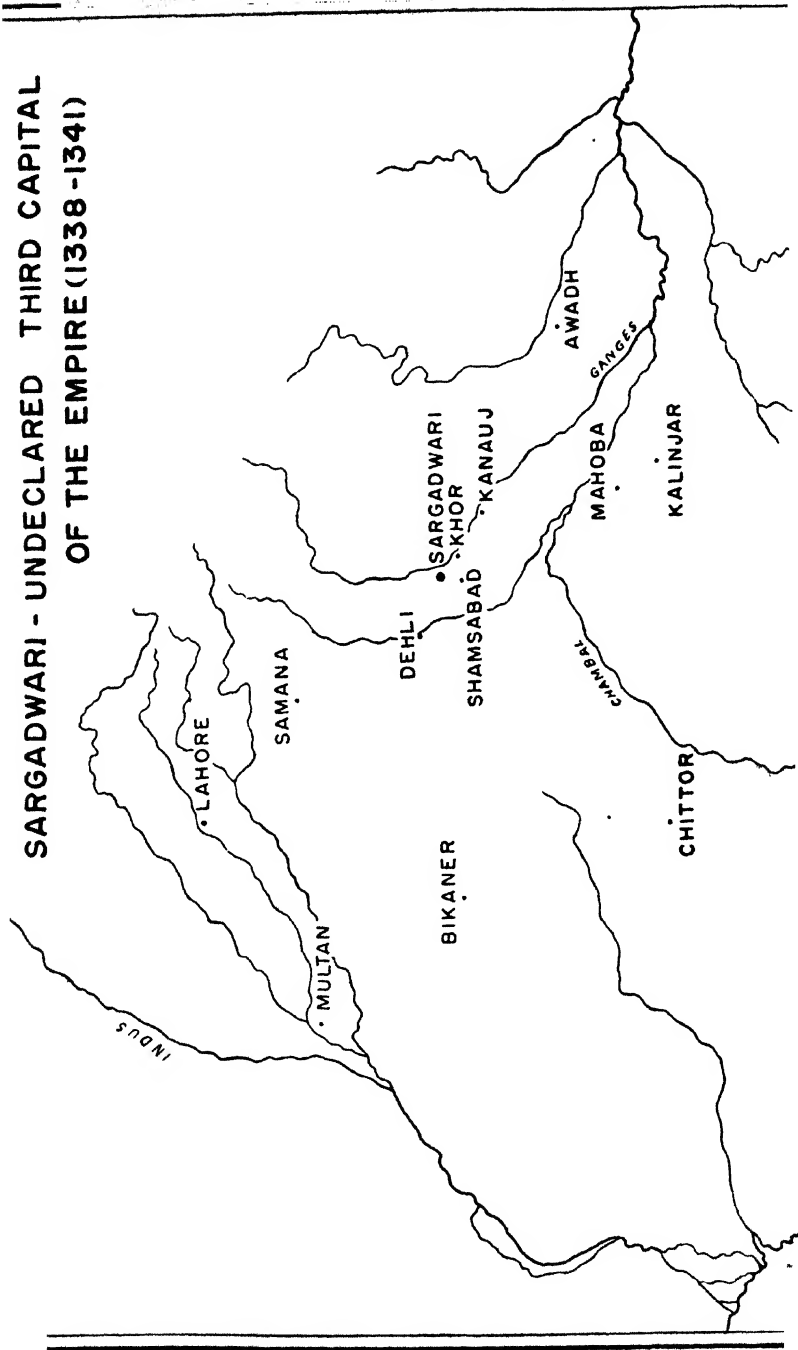 SARGADWARI - UNDECLARED THIRD CAPITAL
OF THE EMPIRE (1338-1341)
INDUS
LAHORE
SAMANA
MULTAN
DEHLI
SARGADWARI
KHOR
SHAMSABAD
KANAUJ
BIKANER
AWADH
GANGES
MAHOBA
CHAMBAL
KALINJAR
CHITTOR